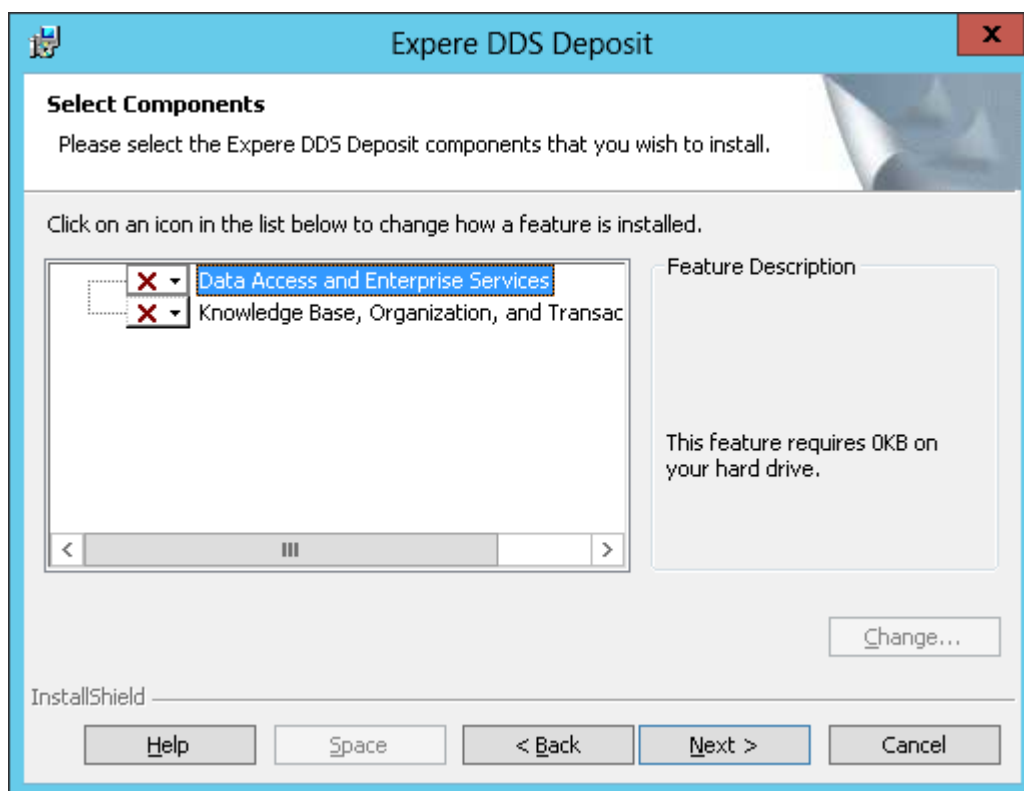 Expere DDS Deposit
x
Select Components
Please select the Expere DDS Deposit components that you wish to install.
Click on an icon in the list below to change how a feature is installed.
Data Access and Enterprise Services
Knowledge Base, Organization, and Transac
Feature Description
This feature requires 0KB on
your hard drive.
Change...
InstallShield
Help
Space
< Back
Next >
Cancel